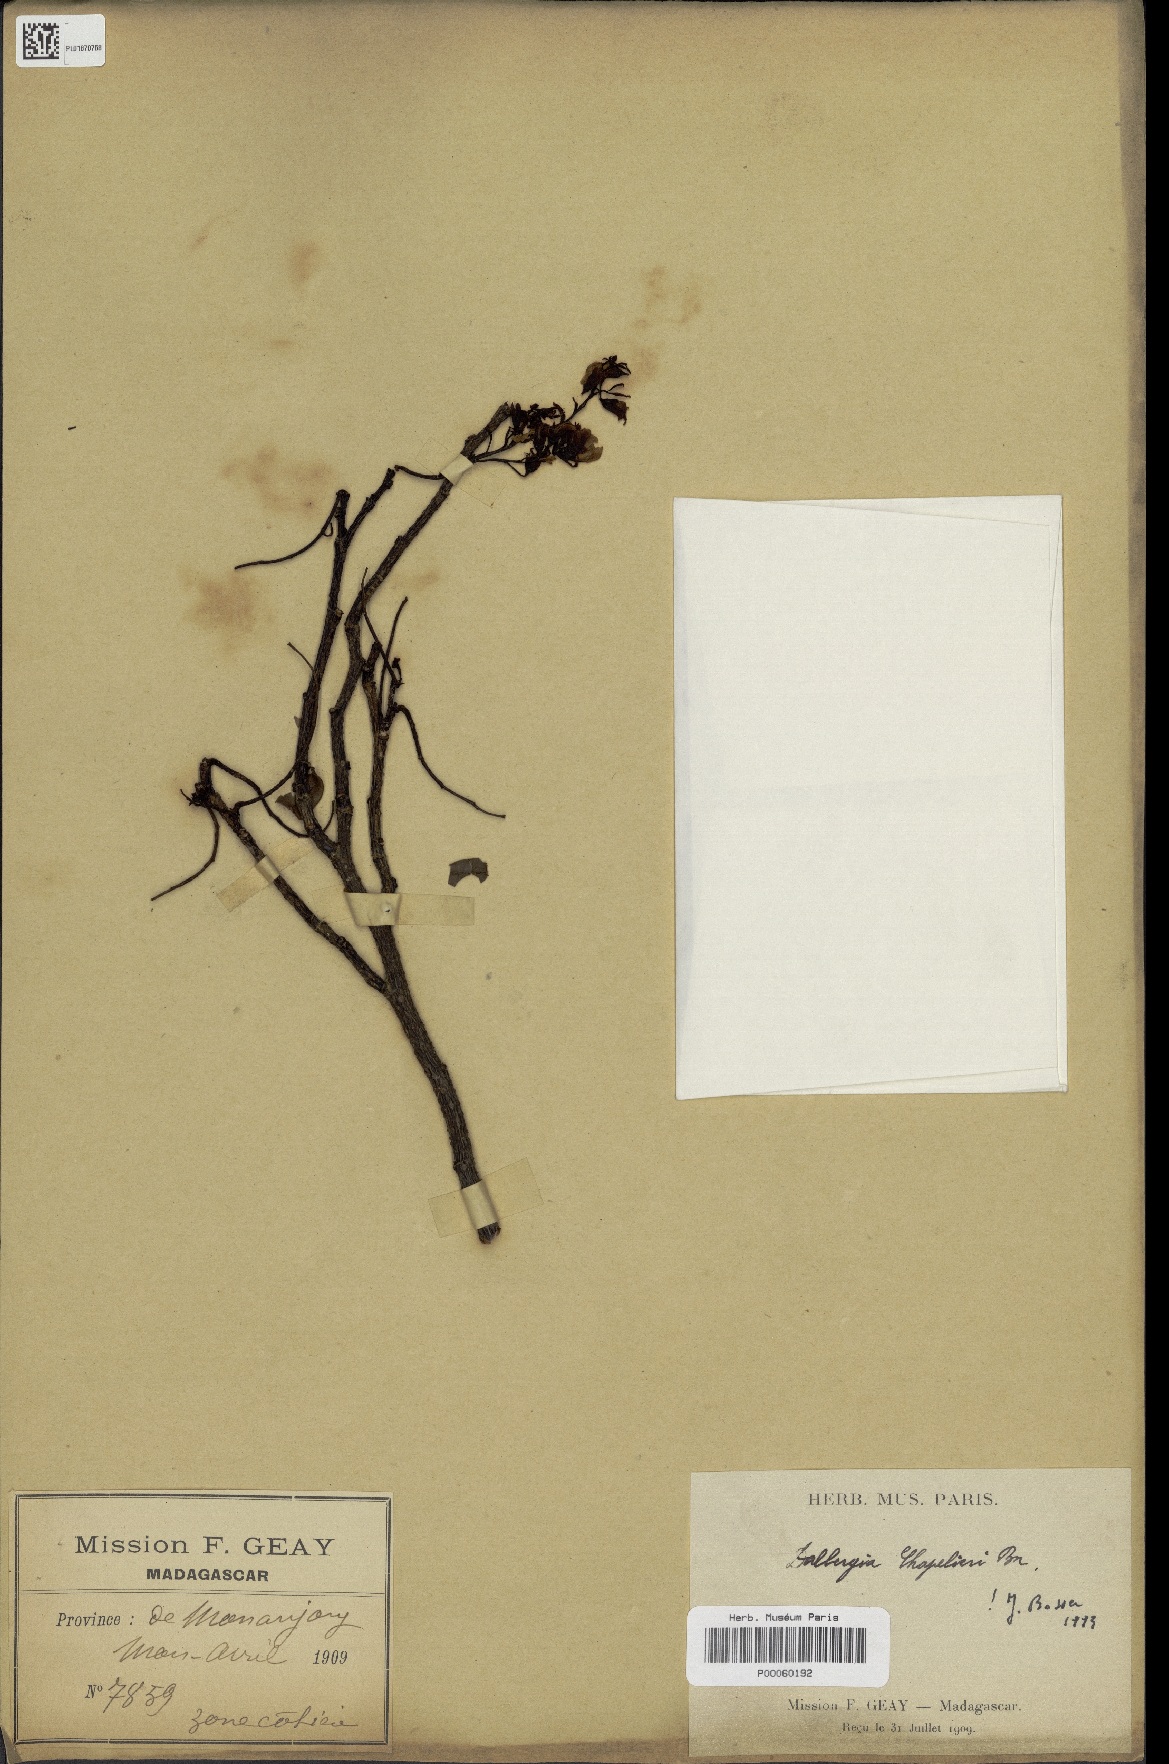 Mission F. GEAY
MADAGASCAR
Province : de Mananjary
Mars-Avril 1909
N° 7859
zone côtière
HERB. MUS. PARIS.
Dalbergia Chapelieri Bn.
! J. Bosser
1993
Herb. Muséum Paris
P00060192
Mission F. GEAY — Madagascar.
Reçu le 31 Juillet 1909.